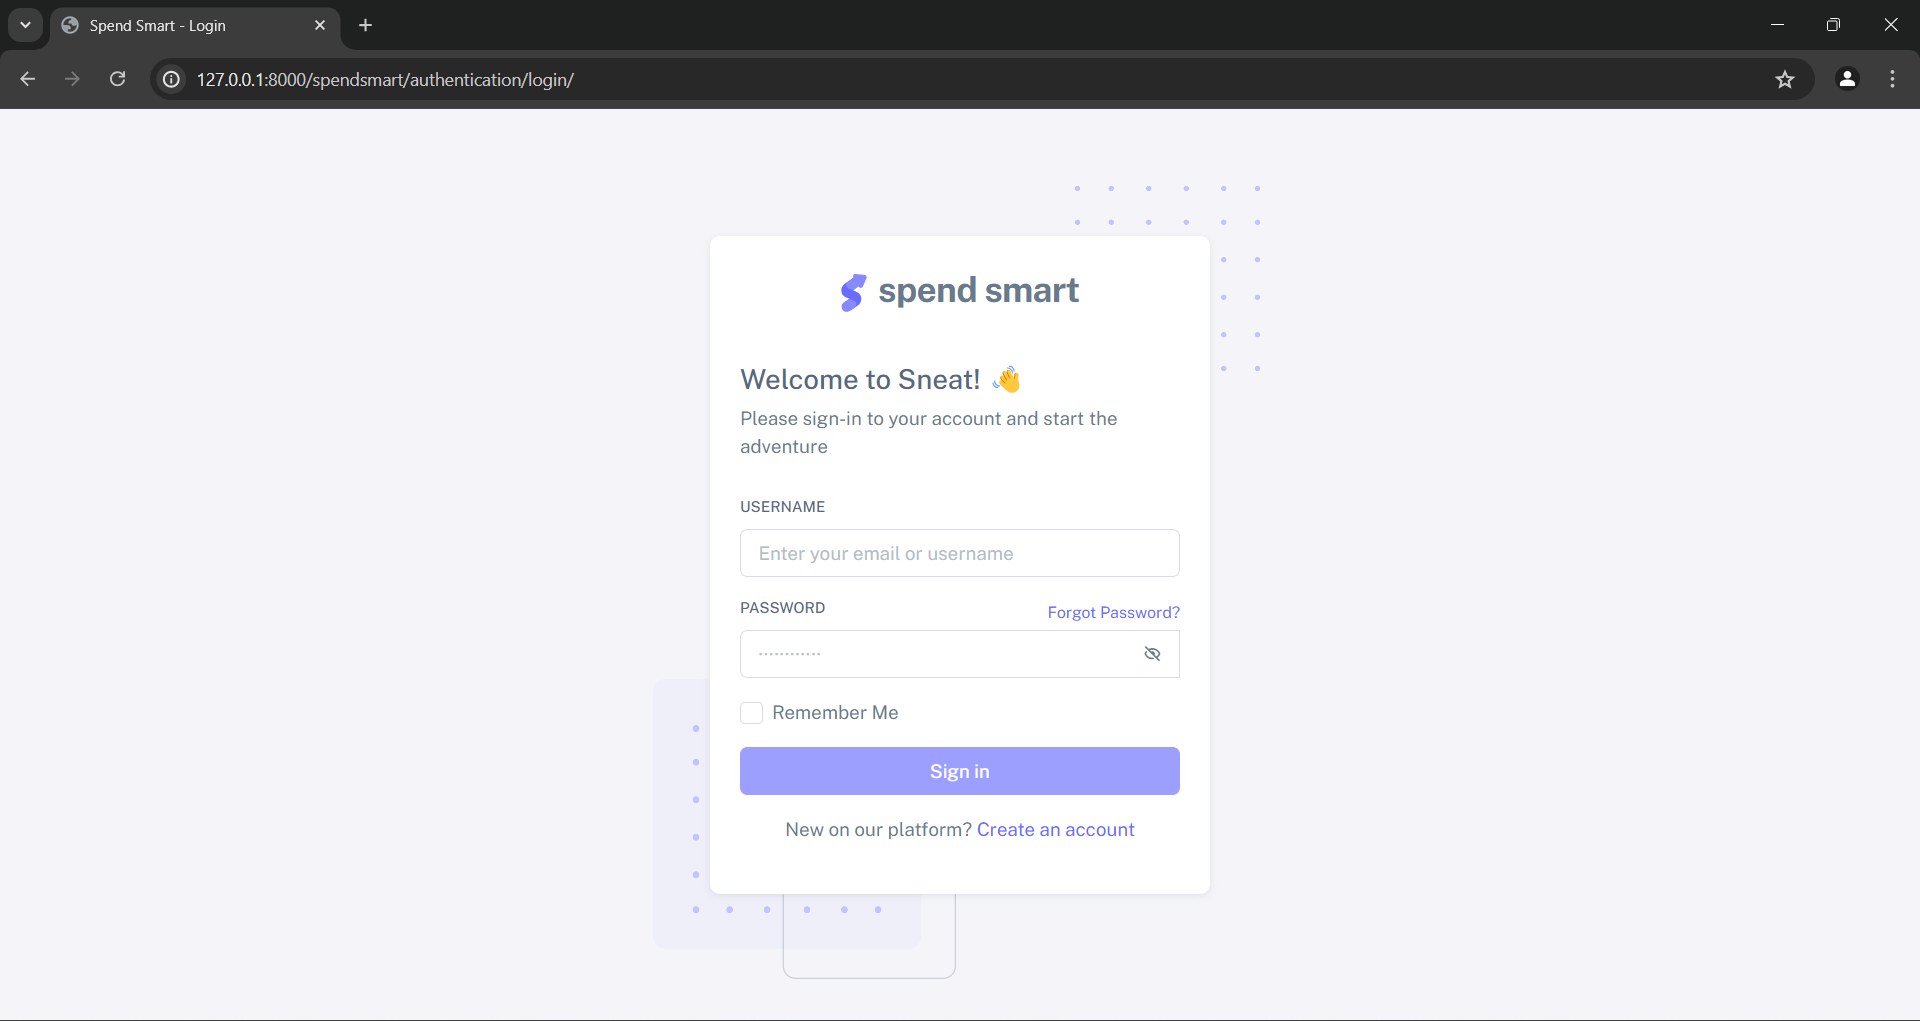 Spend Smart - Login
127.0.0.1:8000/spendsmart/authentication/login/
spend smart
Welcome to Sneat! 👋
Please sign-in to your account and start the
adventure
USERNAME
Enter your email or username
PASSWORD
Forgot Password?
············
Remember Me
Sign in
New on our platform? Create an account